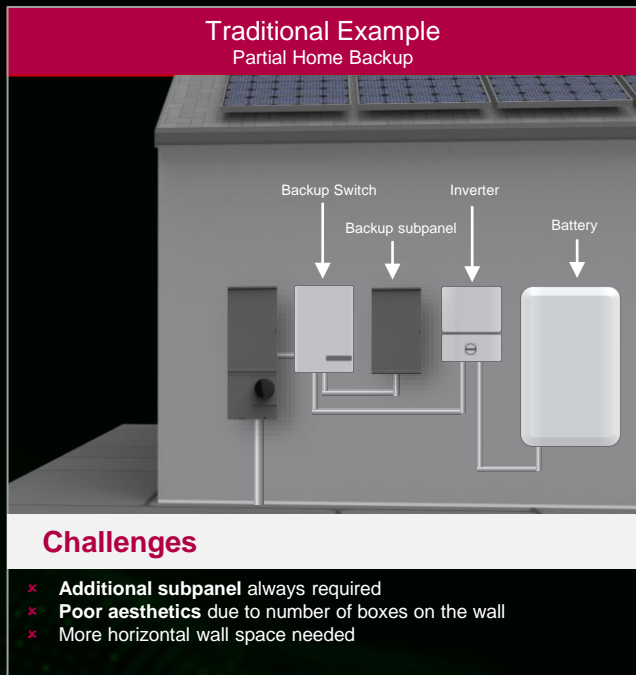 Traditional Example
Partial Home Backup
Backup Switch
Inverter
Backup subpanel
Battery
Challenges
× Additional subpanel always required
× Poor aesthetics due to number of boxes on the wall
× More horizontal wall space needed